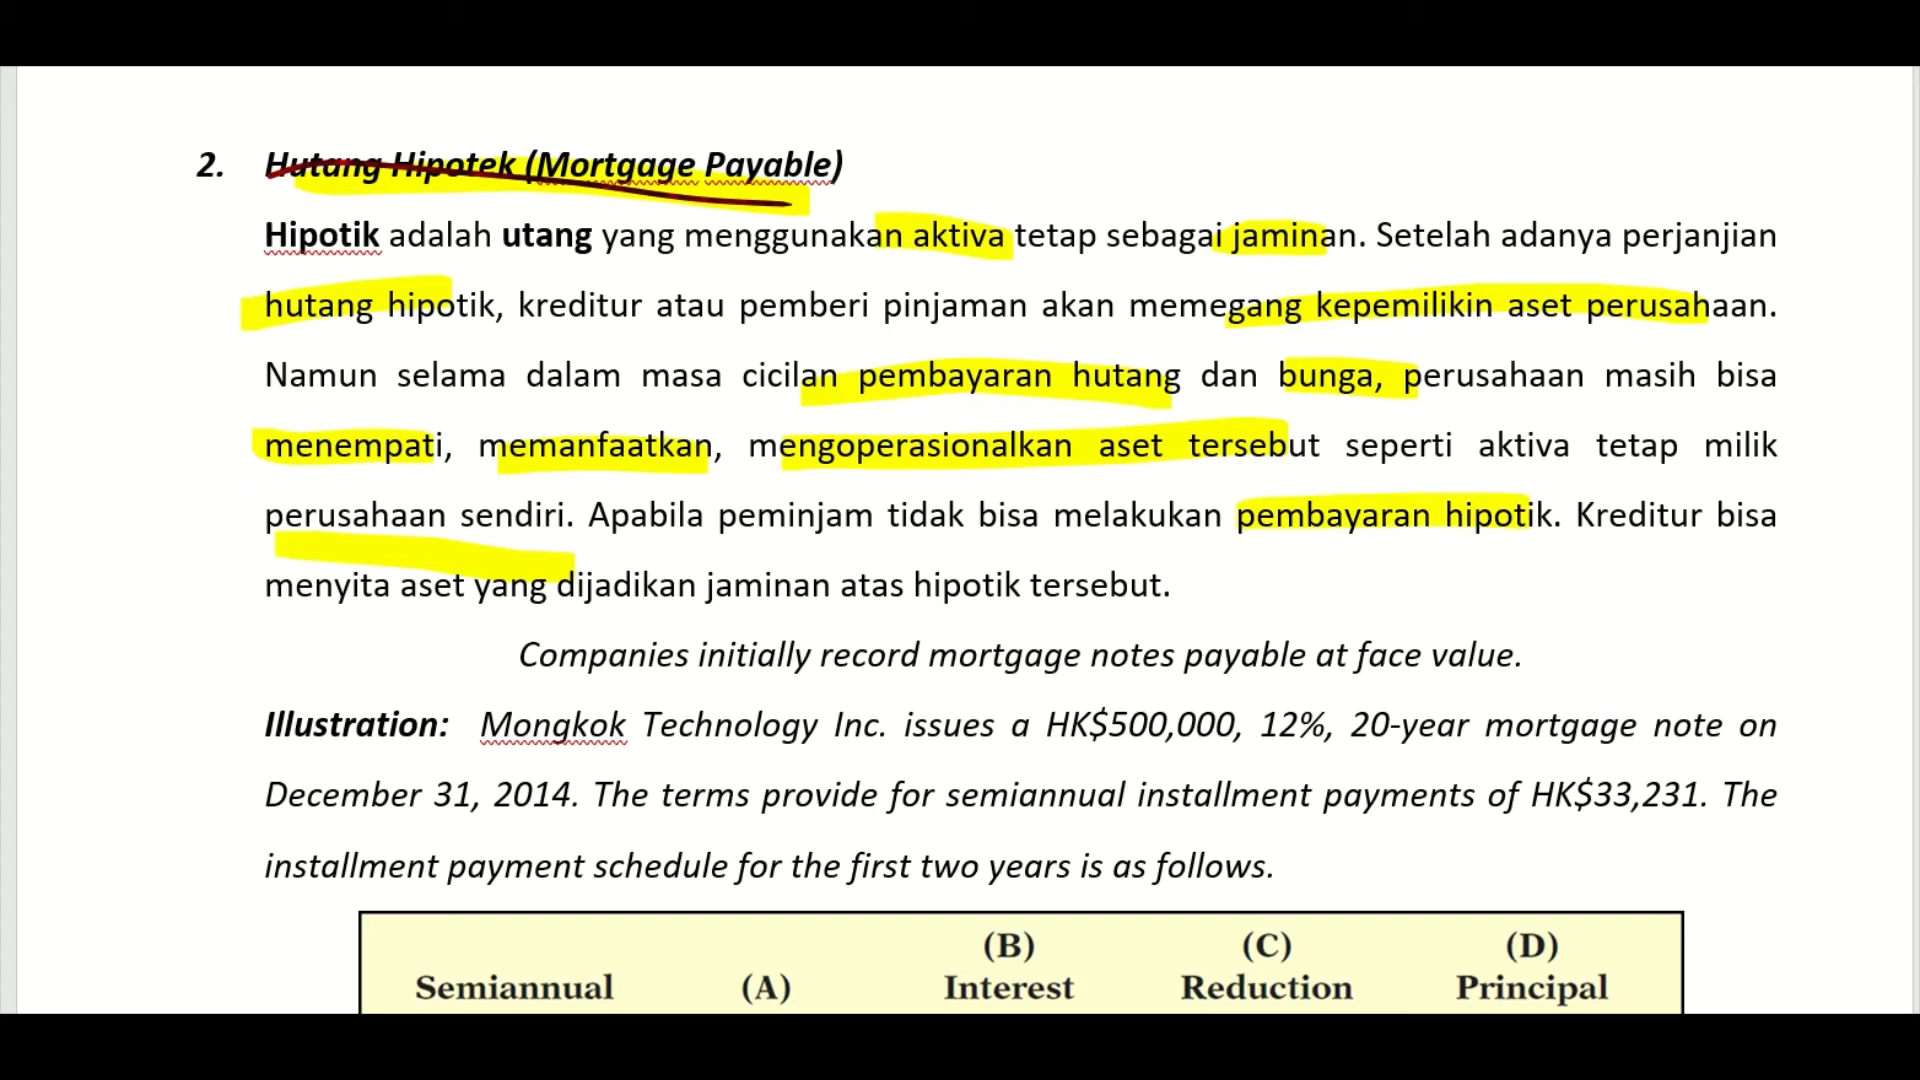 2. Hutang Hipotek (Mortgage Payable)
Hipotik adalah utang yang menggunakan aktiva tetap sebagai jaminan. Setelah adanya perjanjian
hutang hipotik, kreditur atau pemberi pinjaman akan memegang kepemilikin aset perusahaan.
Namun selama dalam masa cicilan pembayaran hutang dan bunga, perusahaan masih bisa
menempati, memanfaatkan, mengoperasionalkan aset tersebut seperti aktiva tetap milik
perusahaan sendiri. Apabila peminjam tidak bisa melakukan pembayaran hipotik. Kreditur bisa
menyita aset yang dijadikan jaminan atas hipotik tersebut.
Companies initially record mortgage notes payable at face value.
Illustration: Mongkok Technology Inc. issues a HK$500,000, 12%, 20-year mortgage note on
December 31, 2014. The terms provide for semiannual installment payments of HK$33,231. The
installment payment schedule for the first two years is as follows.
(B) (C) (D)
Semiannual (A) Interest Reduction Principal